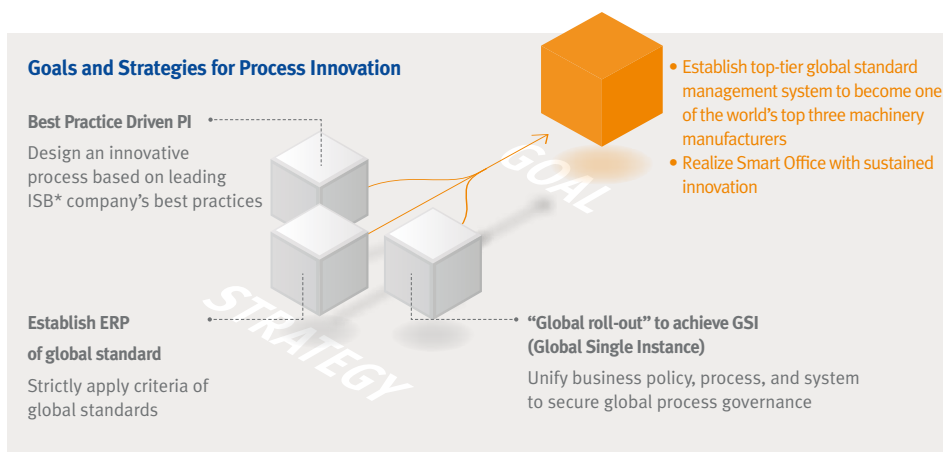 Goals and Strategies for Process Innovation
Best Practice Driven PI
Design an innovative
process based on leading
ISB* company’s best practices
• Establish top-tier global standard
management system to become one
of the world’s top three machinery
manufacturers
• Realize Smart Office with sustained
innovation
GOAL
STRATEGY
Establish ERP
of global standard
Strictly apply criteria of
global standards
“Global roll-out” to achieve GSI
(Global Single Instance)
Unify business policy, process, and system
to secure global process governance